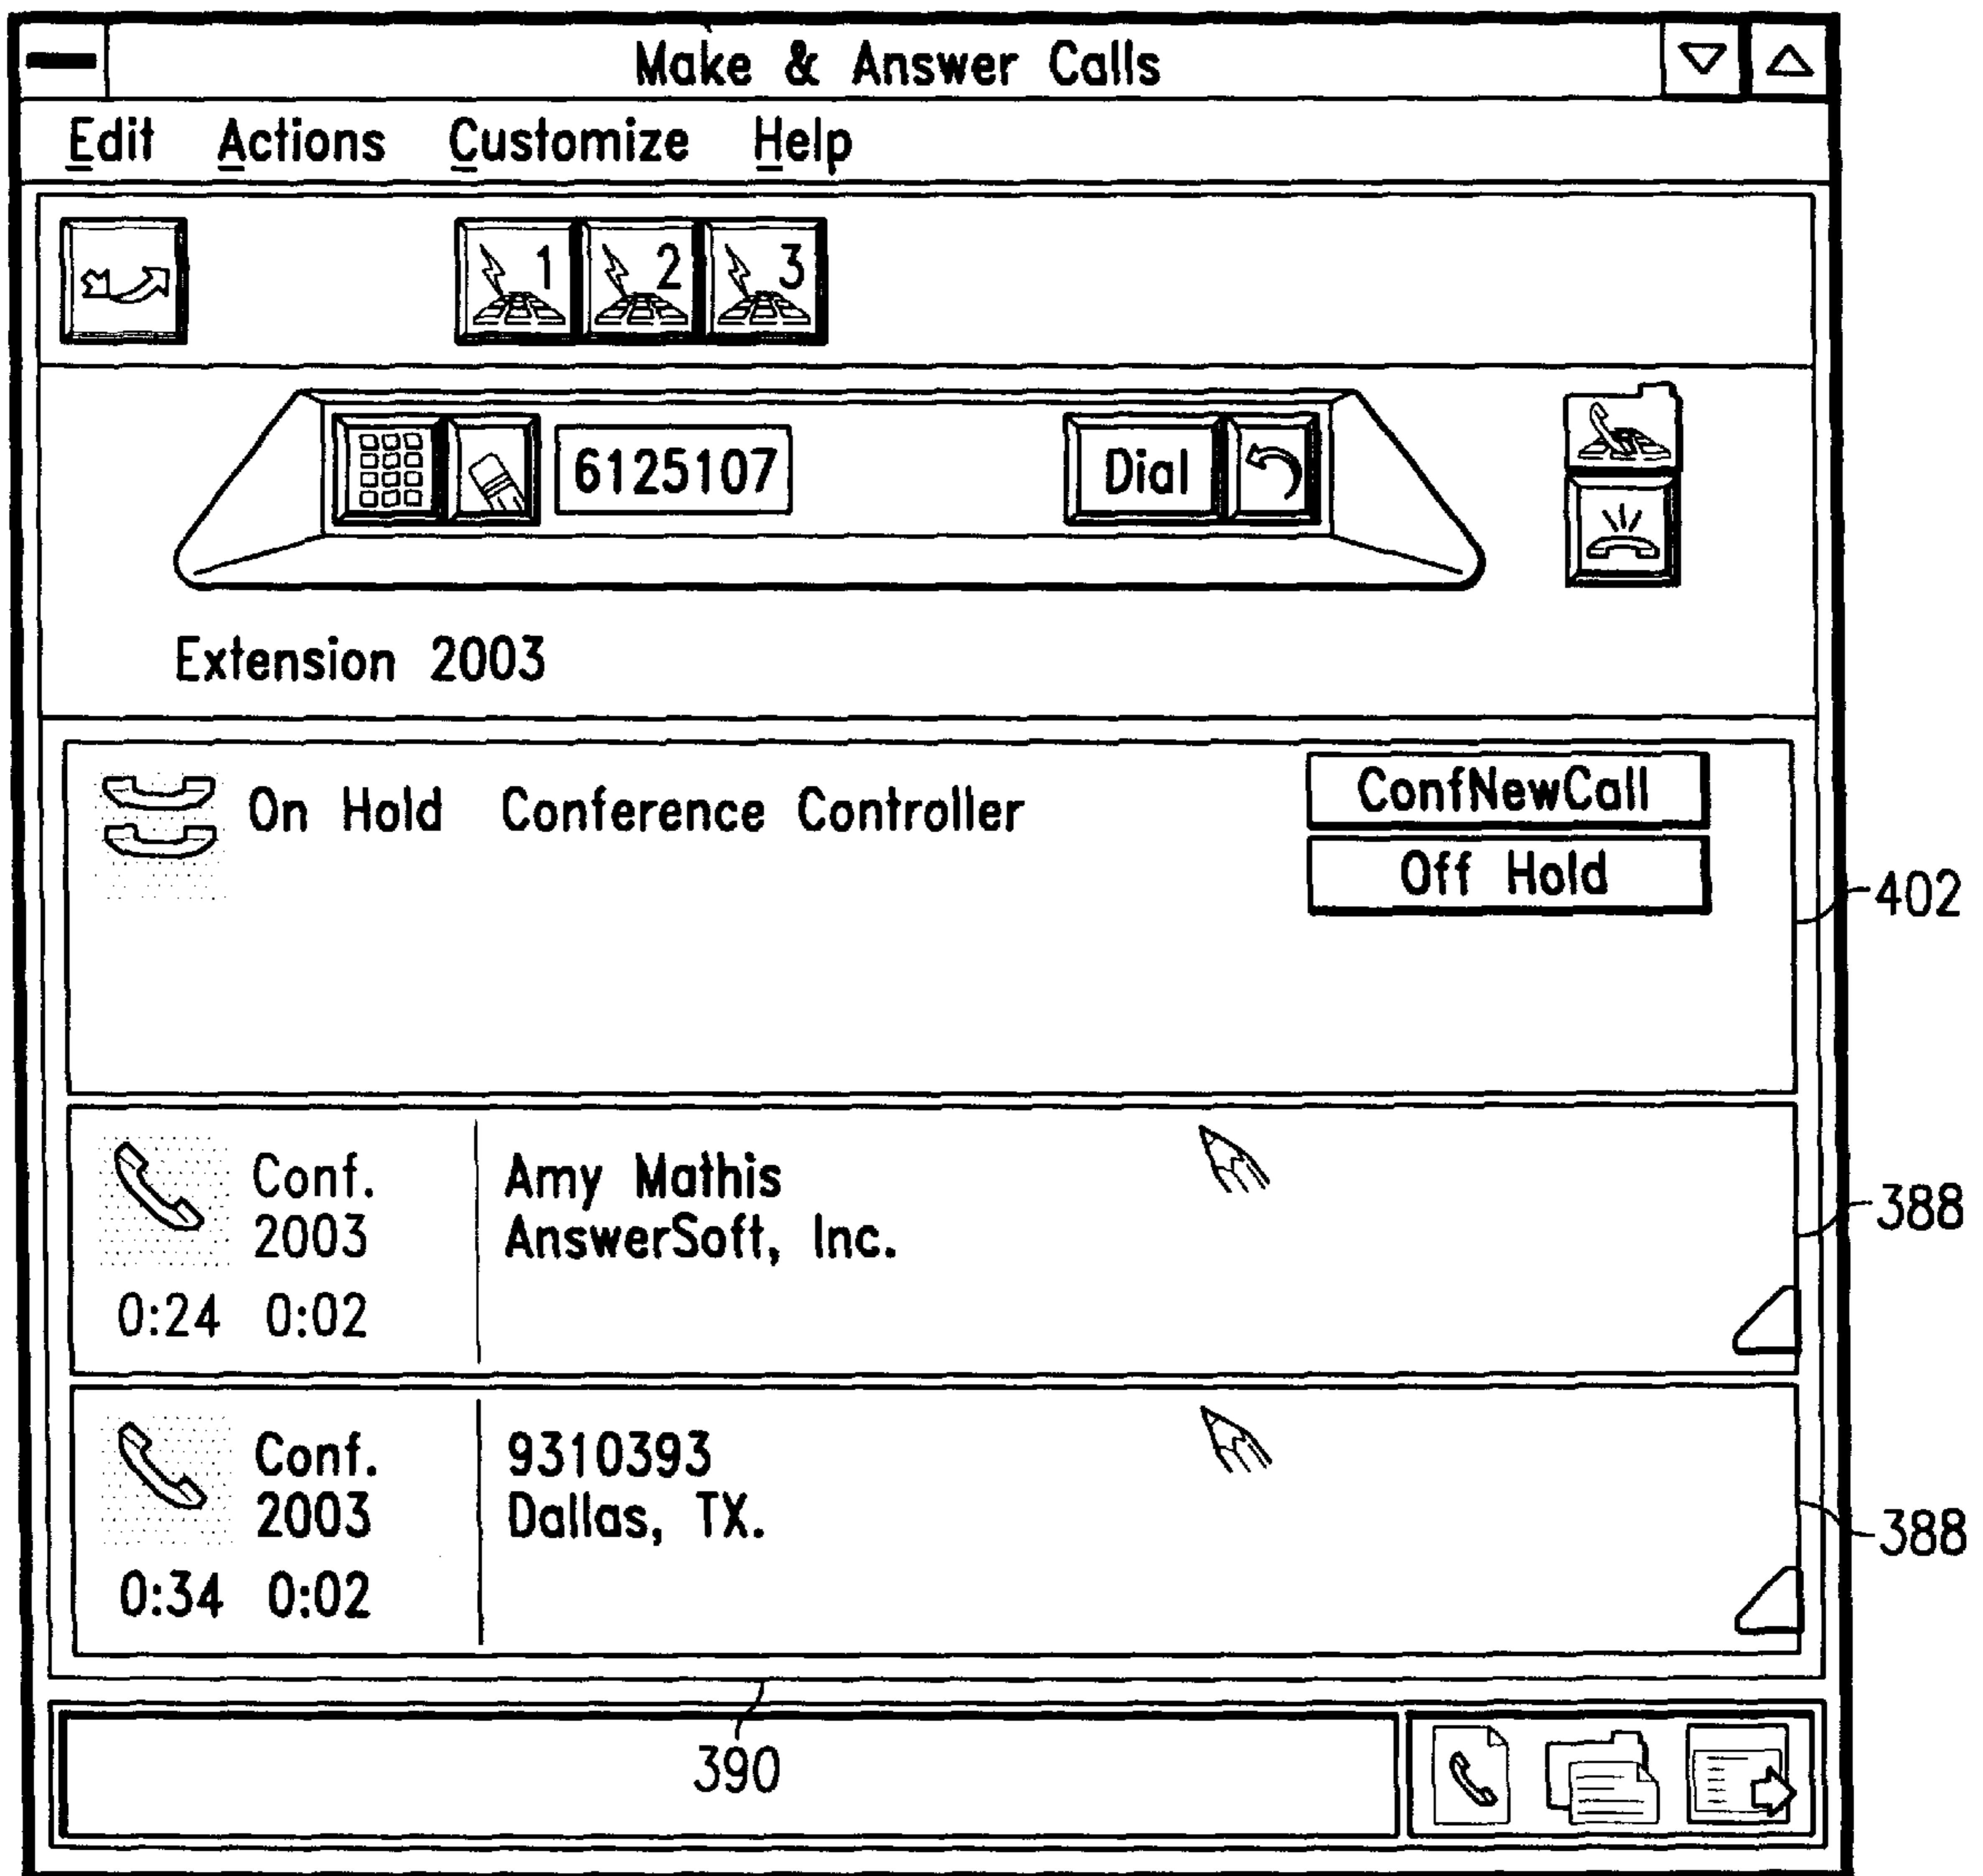 Make & Answer Calls
Edit Actions Customize Help
1 2 3
6125107 Dial
Extension 2003
On Hold Conference Controller ConfNewCall
Off Hold
402
Conf. Amy Mathis
2003 AnswerSoft, Inc.
388
0:24 0:02
Conf. 9310393
2003 Dallas, TX.
388
0:34 0:02
390